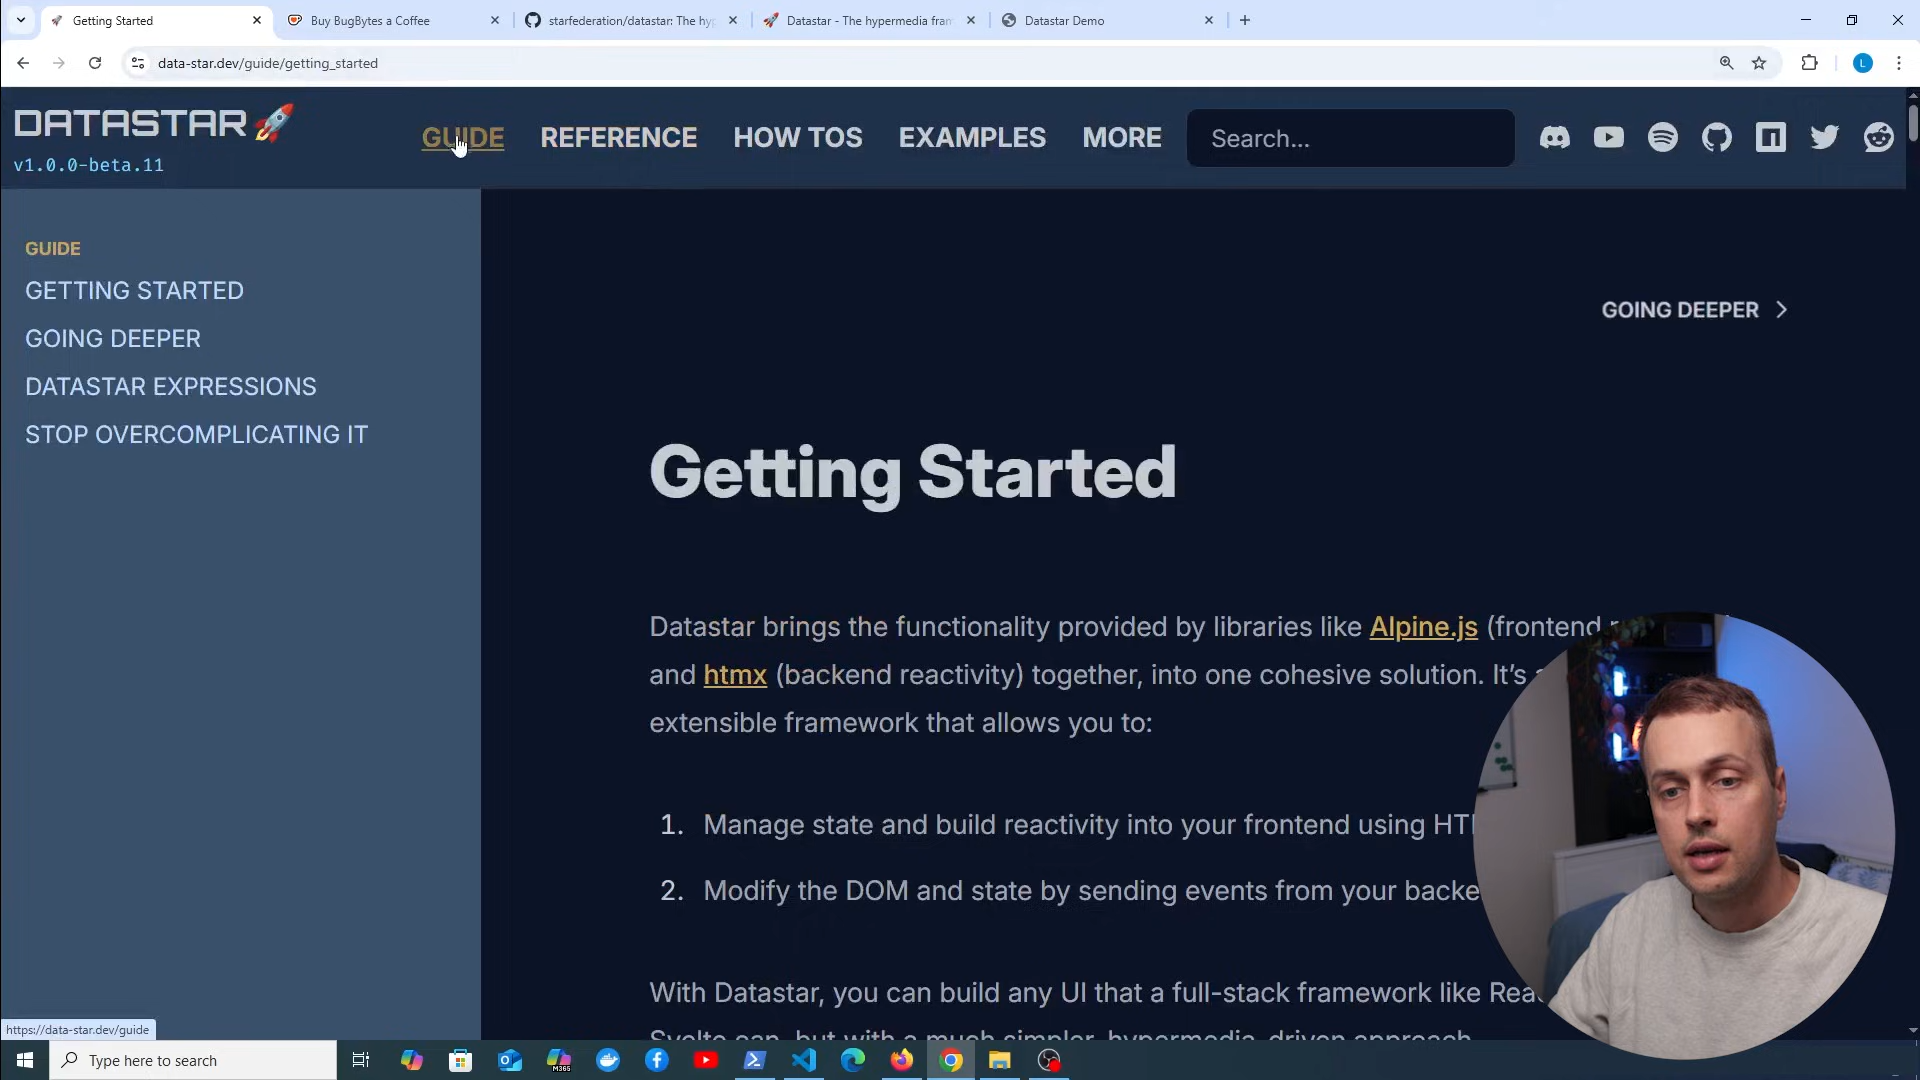 Getting Started
Buy BugBytes a Coffee
starfederation/datastar: The hy
Datastar - The hypermedia fran
Datastar Demo
data-star.dev/guide/getting_started
L
DATASTAR
v1.0.0-beta.11
GUIDE
REFERENCE
HOW TOS
EXAMPLES
MORE
Search...
GUIDE
GETTING STARTED
GOING DEEPER
DATASTAR EXPRESSIONS
STOP OVERCOMPLICATING IT
GOING DEEPER
Getting Started
Datastar brings the functionality provided by libraries like Alpine.js (frontend
and htmx (backend reactivity) together, into one cohesive solution. It's
extensible framework that allows you to:
1. Manage state and build reactivity into your frontend using HT
2. Modify the DOM and state by sending events from your backe
With Datastar, you can build any UI that a full-stack framework like Rea
Svelte can, but with a much simpler, hypermedia-driven approach.
https://data-star.dev/guide
Type here to search
M365